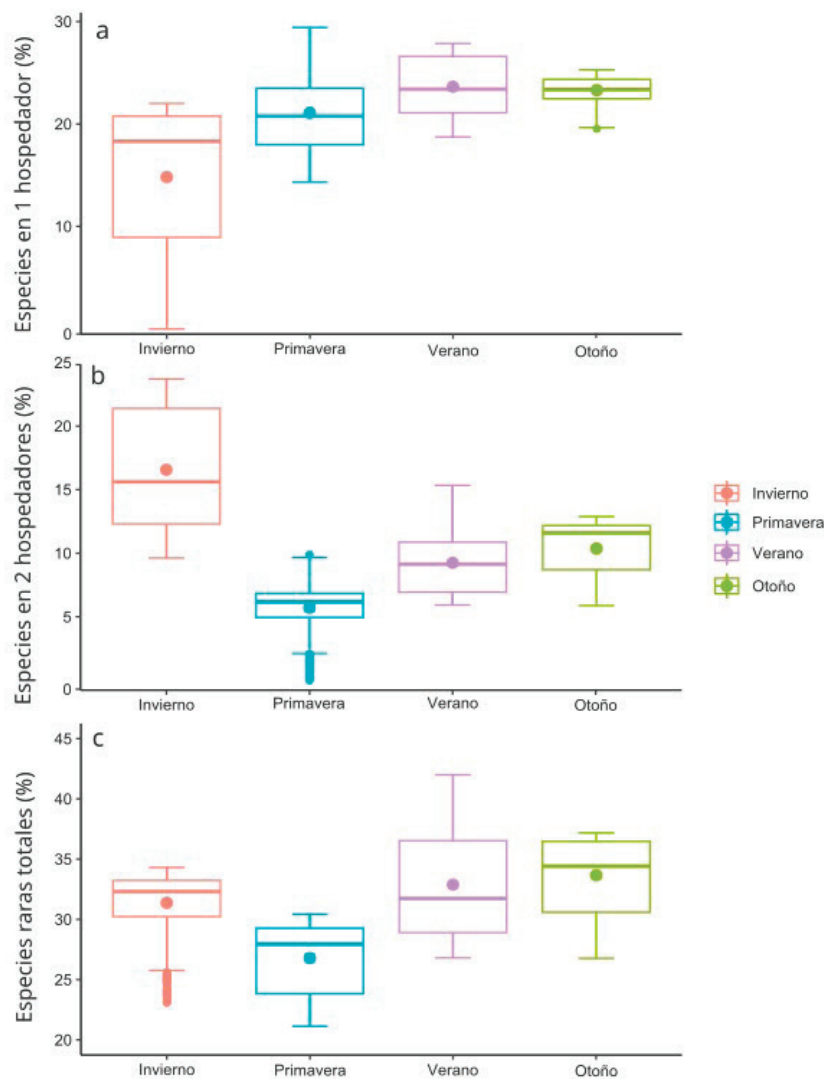 a
Especies en 1 hospedador (%)
30
20
10
0
Invierno Primavera Verano Otoño
b
Especies en 2 hospedadores (%)
25
20
15
10
5
0
Invierno Primavera Verano Otoño
Invierno
Primavera
Verano
Otoño
c
Especies raras totales (%)
45
40
35
30
25
20
Invierno Primavera Verano Otoño